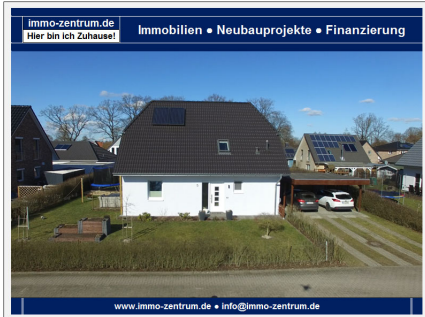 immo-zentrum.de
Hier bin ich Zuhause!
Immobilien ● Neubauprojekte ● Finanzierung
www.immo-zentrum.de ● info@immo-zentrum.de